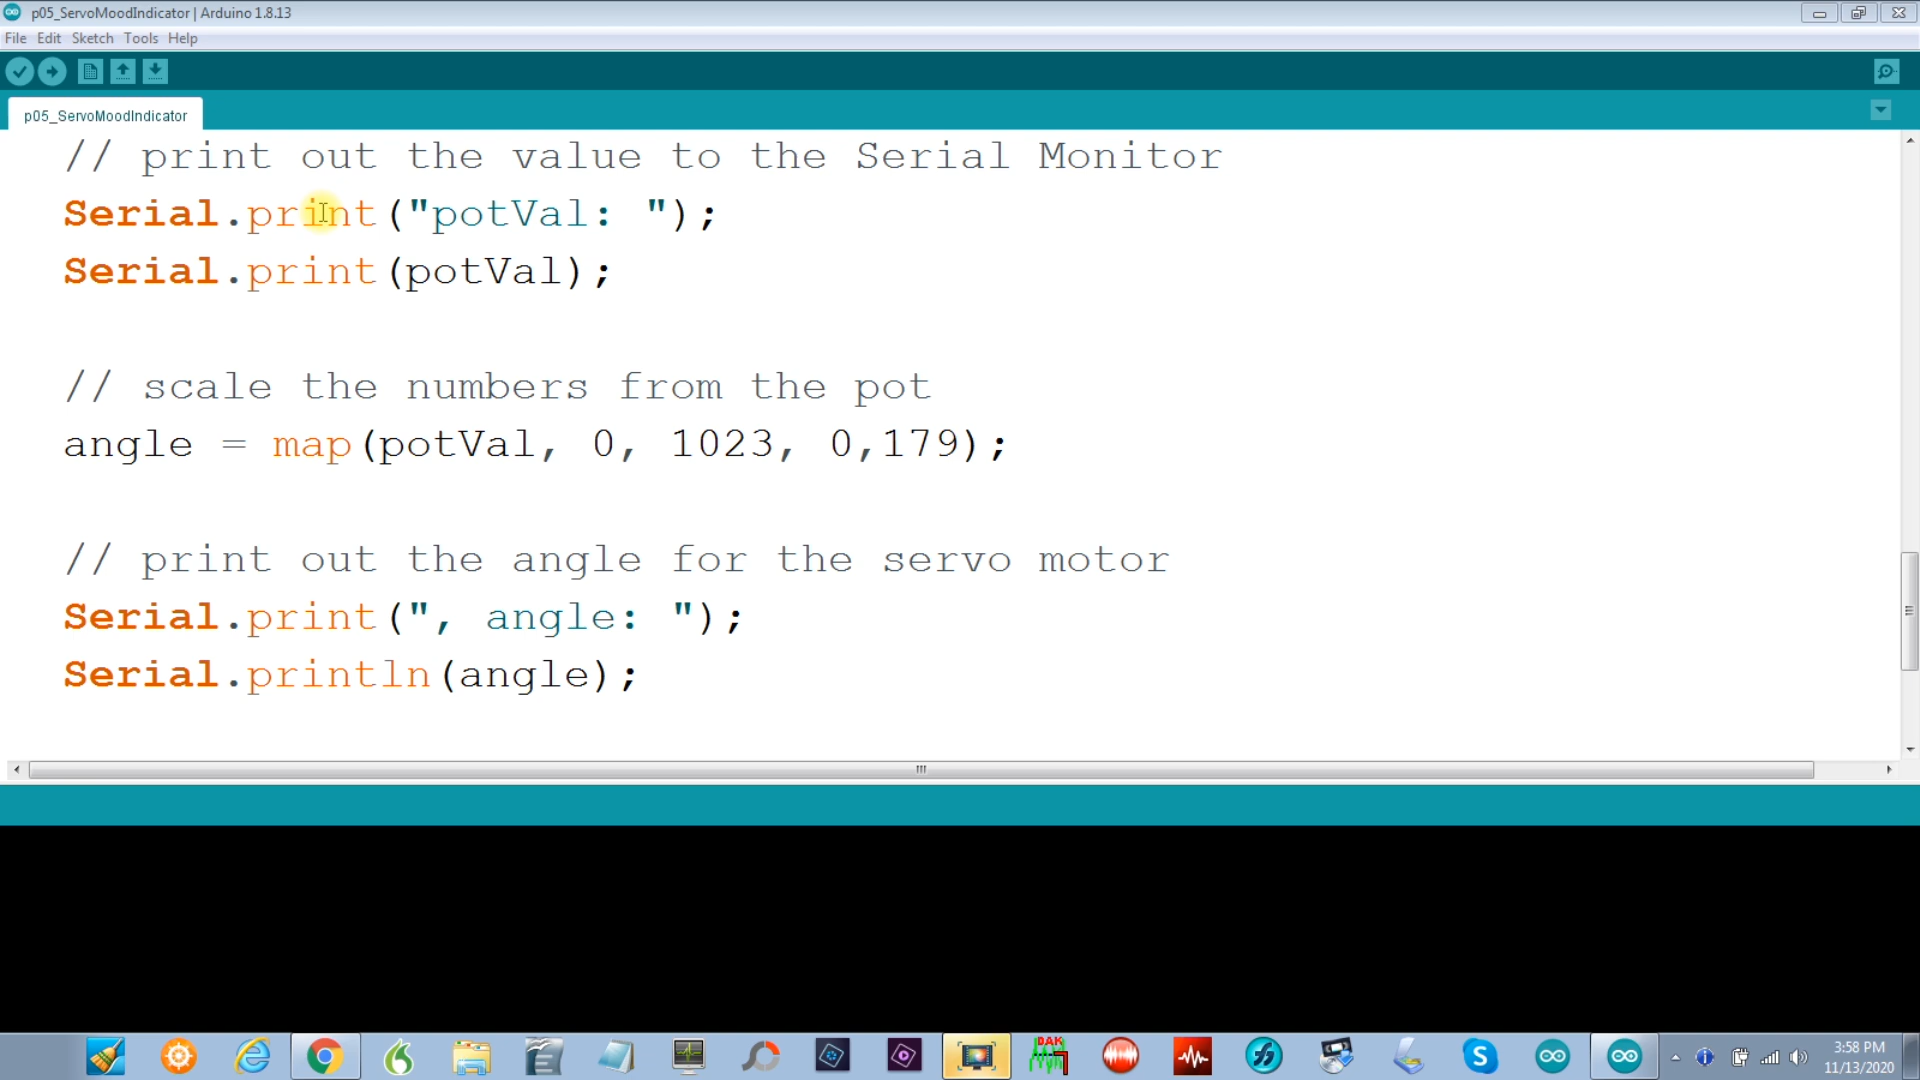 p05_ServoMoodIndicator | Arduino 1.8.13
File Edit Sketch Tools Help
p05_ServoMoodIndicator
// print out the value to the Serial Monitor
Serial.print("potVal: ");
Serial.print(potVal);
// scale the numbers from the pot
angle = map(potVal, 0, 1023, 0,179);
// print out the angle for the servo motor
Serial.print(", angle: ");
Serial.println(angle);
DAK
3:58 PM
11/13/2020